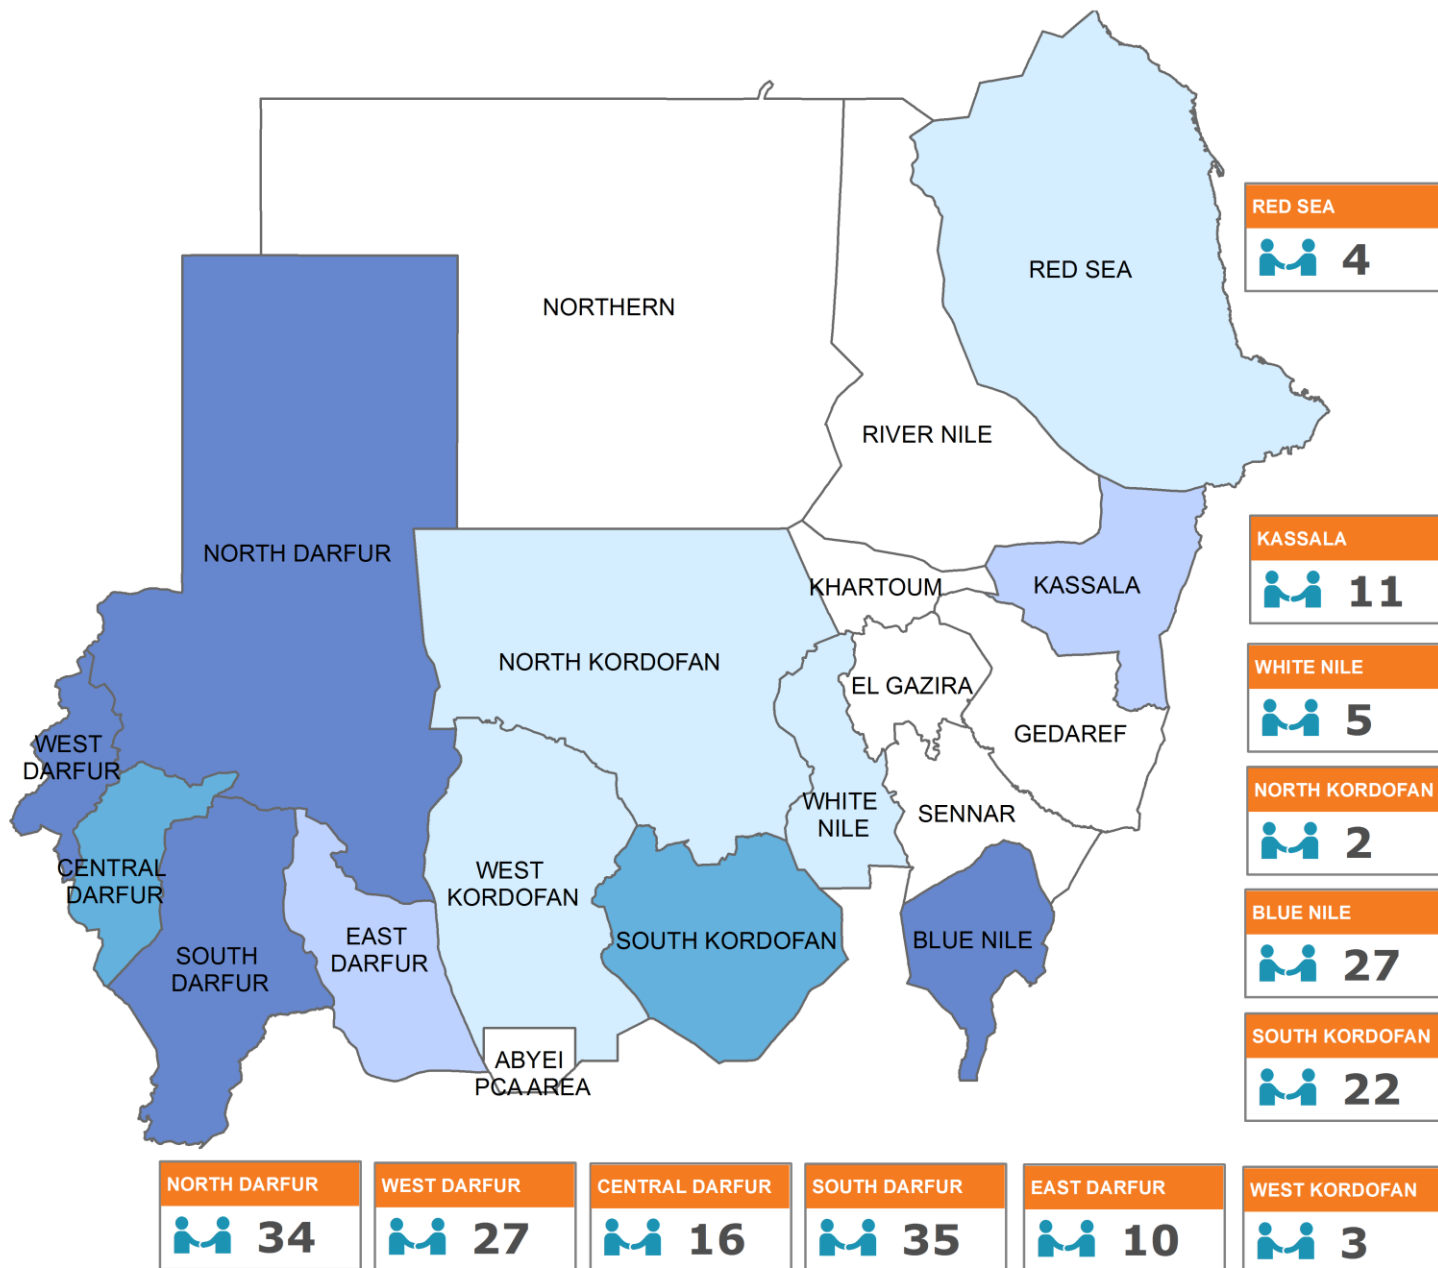 RED SEA
4
RED SEA
NORTHERN
RIVER NILE
NORTH DARFUR
KASSALA
11
KHARTOUM
KASSALA
NORTH KORDOFAN
EL GAZIRA
WHITE NILE
5
WEST
DARFUR
GEDAREF
WHITE
NILE
SENNAR
NORTH KORDOFAN
2
CENTRAL
DARFUR
WEST
KORDOFAN
SOUTH
DARFUR
EAST
DARFUR
SOUTH KORDOFAN
BLUE NILE
BLUE NILE
27
ABYEI
PCA AREA
SOUTH KORDOFAN
22
NORTH DARFUR
34
WEST DARFUR
27
CENTRAL DARFUR
16
SOUTH DARFUR
35
EAST DARFUR
10
WEST KORDOFAN
3